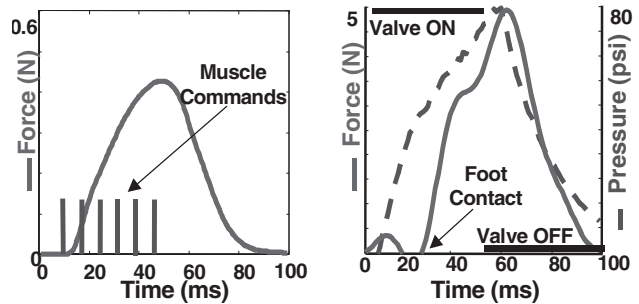 0.6
Force (N)
0
Muscle
Commands
0 20 40 60 80 100
Time (ms)
5
Force (N)
0
Valve ON
Foot
Contact
Valve OFF
80
Pressure (psi)
0 20 40 60 80 100
Time (ms)